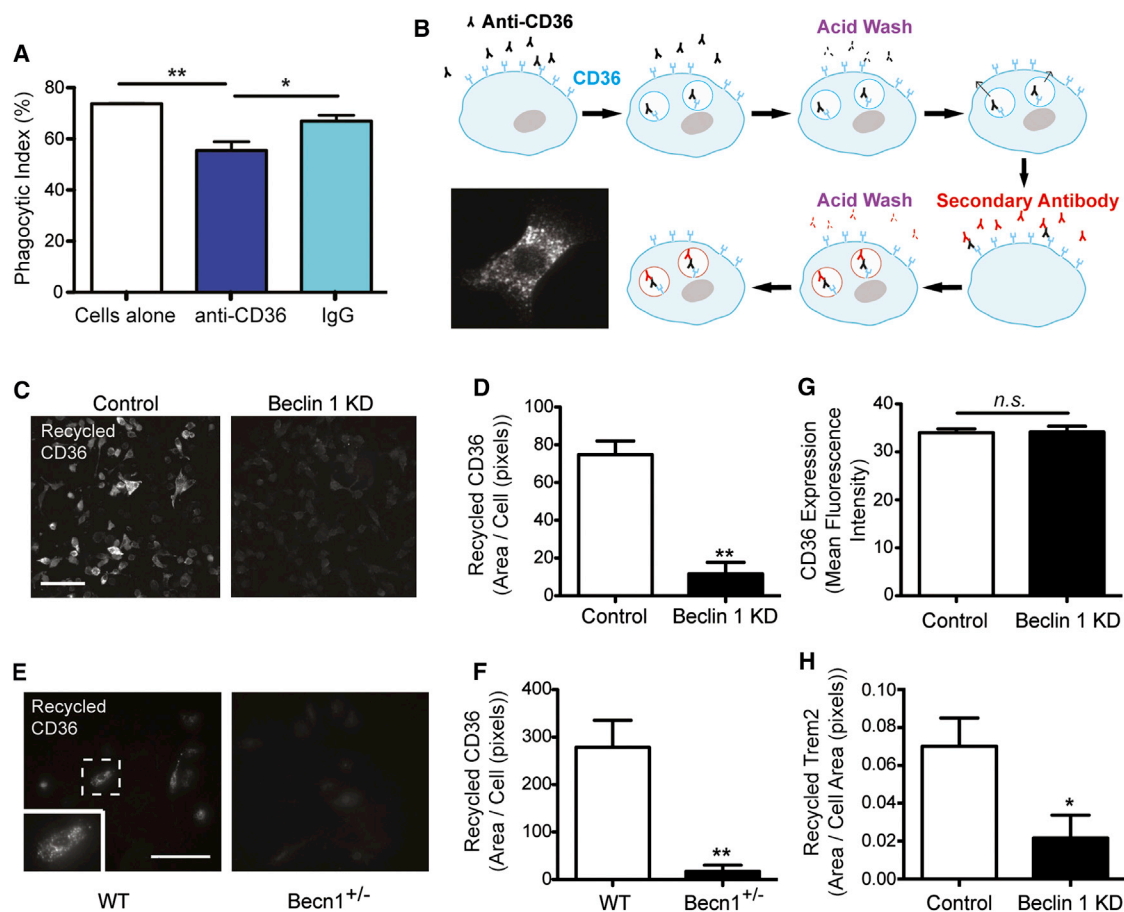 A
Phagocytic Index (%)
80
60
40
20
0
**
*
Cells alone
anti-CD36
IgG
B
Anti-CD36
CD36
Acid Wash
Secondary Antibody
Acid Wash
C
Control
Beclin 1 KD
Recycled
CD36
D
Recycled CD36
(Area / Cell (pixels))
100
80
60
40
20
0
**
Control
Beclin 1 KD
G
CD36 Expression
(Mean Fluorescence
Intensity)
40
30
20
10
0
n.s.
Control
Beclin 1 KD
E
Recycled
CD36
WT
Becn1+/-
F
Recycled CD36
(Area / Cell (pixels))
400
300
200
100
0
**
WT
Becn1+/-
H
Recycled Trem2
(Area / Cell Area (pixels))
0.10
0.08
0.06
0.04
0.02
0.00
*
Control
Beclin 1 KD